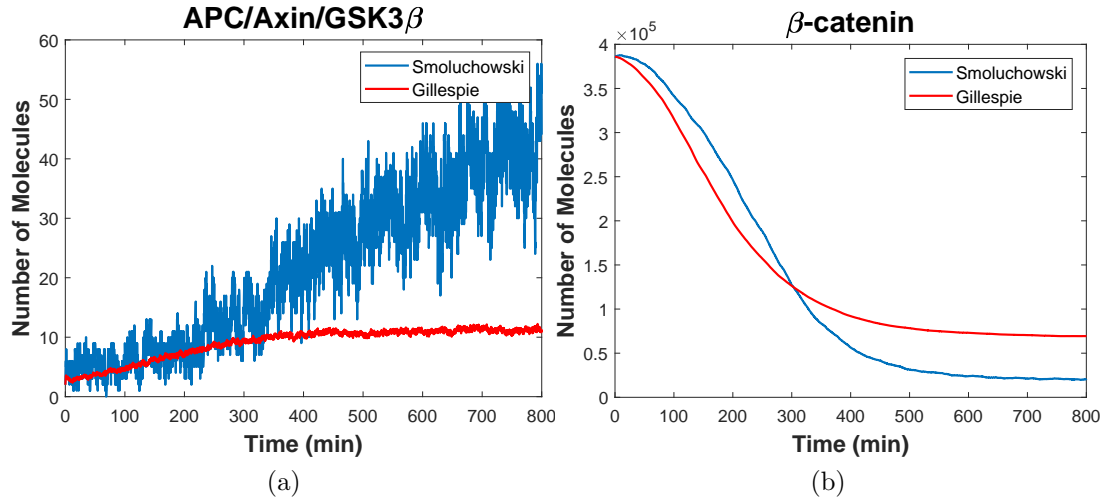 APC/Axin/GSK3β
60
50
40
30
20
10
0
Number of Molecules
Smoluchowski
Gillespie
0 100 200 300 400 500 600 700 800
Time (min)
(a)
β-catenin
× 10^5
4
3.5
3
2.5
2
1.5
1
0.5
0
Number of Molecules
Smoluchowski
Gillespie
0 100 200 300 400 500 600 700 800
Time (min)
(b)